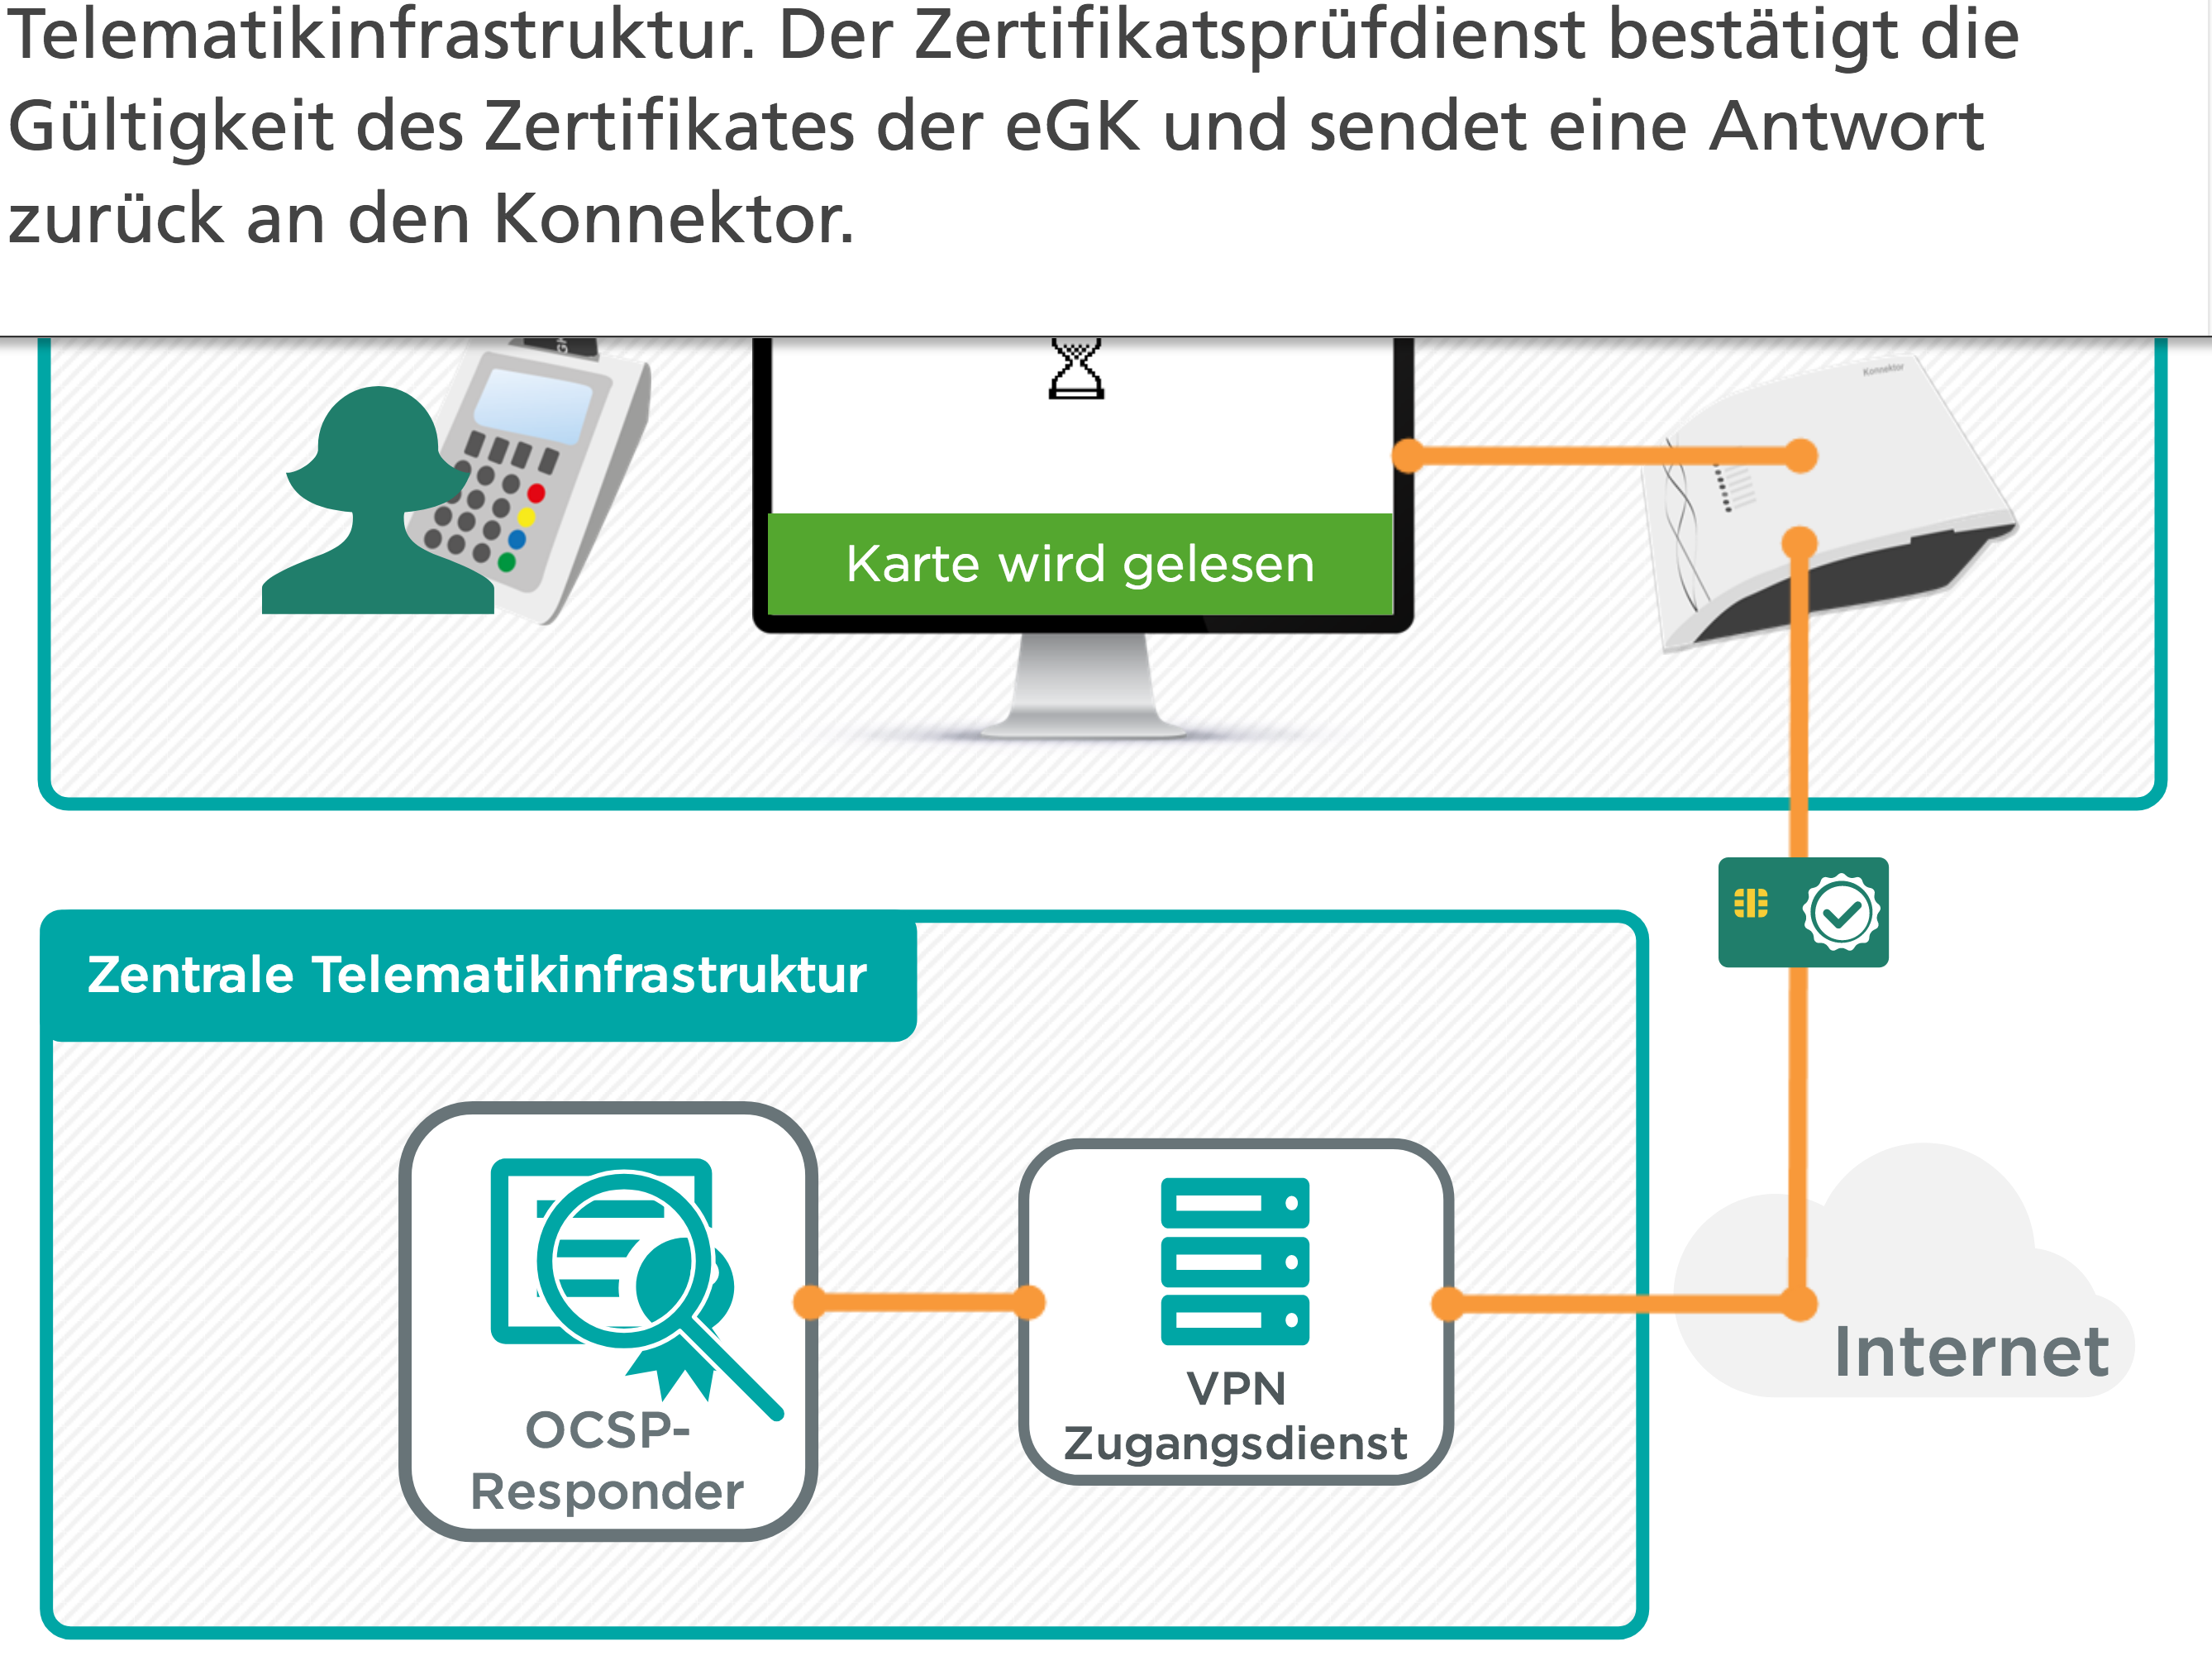 Telematikinfrastruktur. Der Zertifikatsprüfdienst bestätigt die
Gültigkeit des Zertifikates der eGK und sendet eine Antwort
zurück an den Konnektor.
Konnektor
Karte wird gelesen
Zentrale Telematikinfrastruktur
OCSP-
Responder
VPN
Zugangsdienst
Internet